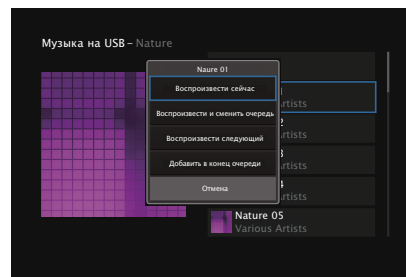 Музыка на USB – Nature
Naure 01
Воспроизвести сейчас
Воспроизвести и сменить очередь
Воспроизвести следующий
Добавить в конец очереди
Отмена
Artists
Artists
Artists
Artists
Nature 05
Various Artists